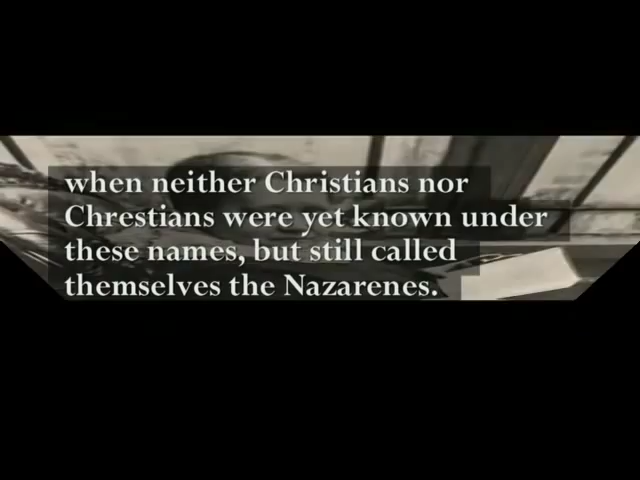 when neither Christians nor
Chrestians were yet known under
these names, but still called
themselves the Nazarenes.